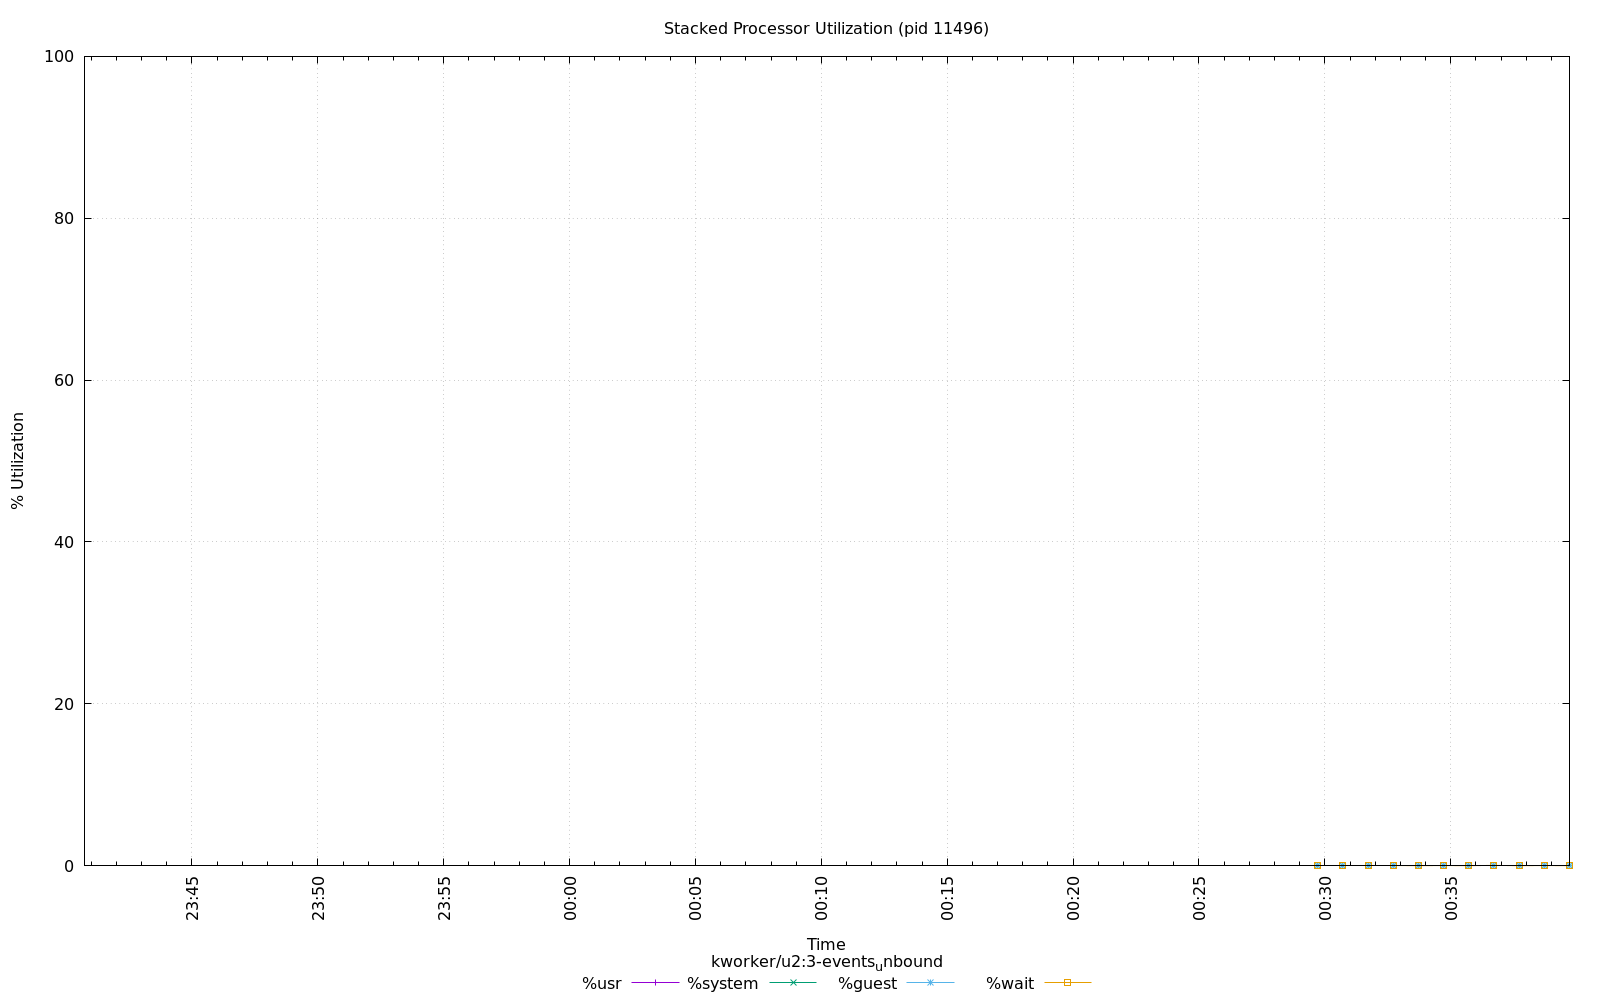 Stacked Processor Utilization (pid 11496)
100
80
60
40
20
0
% Utilization
23:45 23:50 23:55 00:00 00:05 00:10 00:15 00:20 00:25 00:30 00:35
Time
kworker/u2:3-eventsᵤnbound
%usr %system %guest %wait